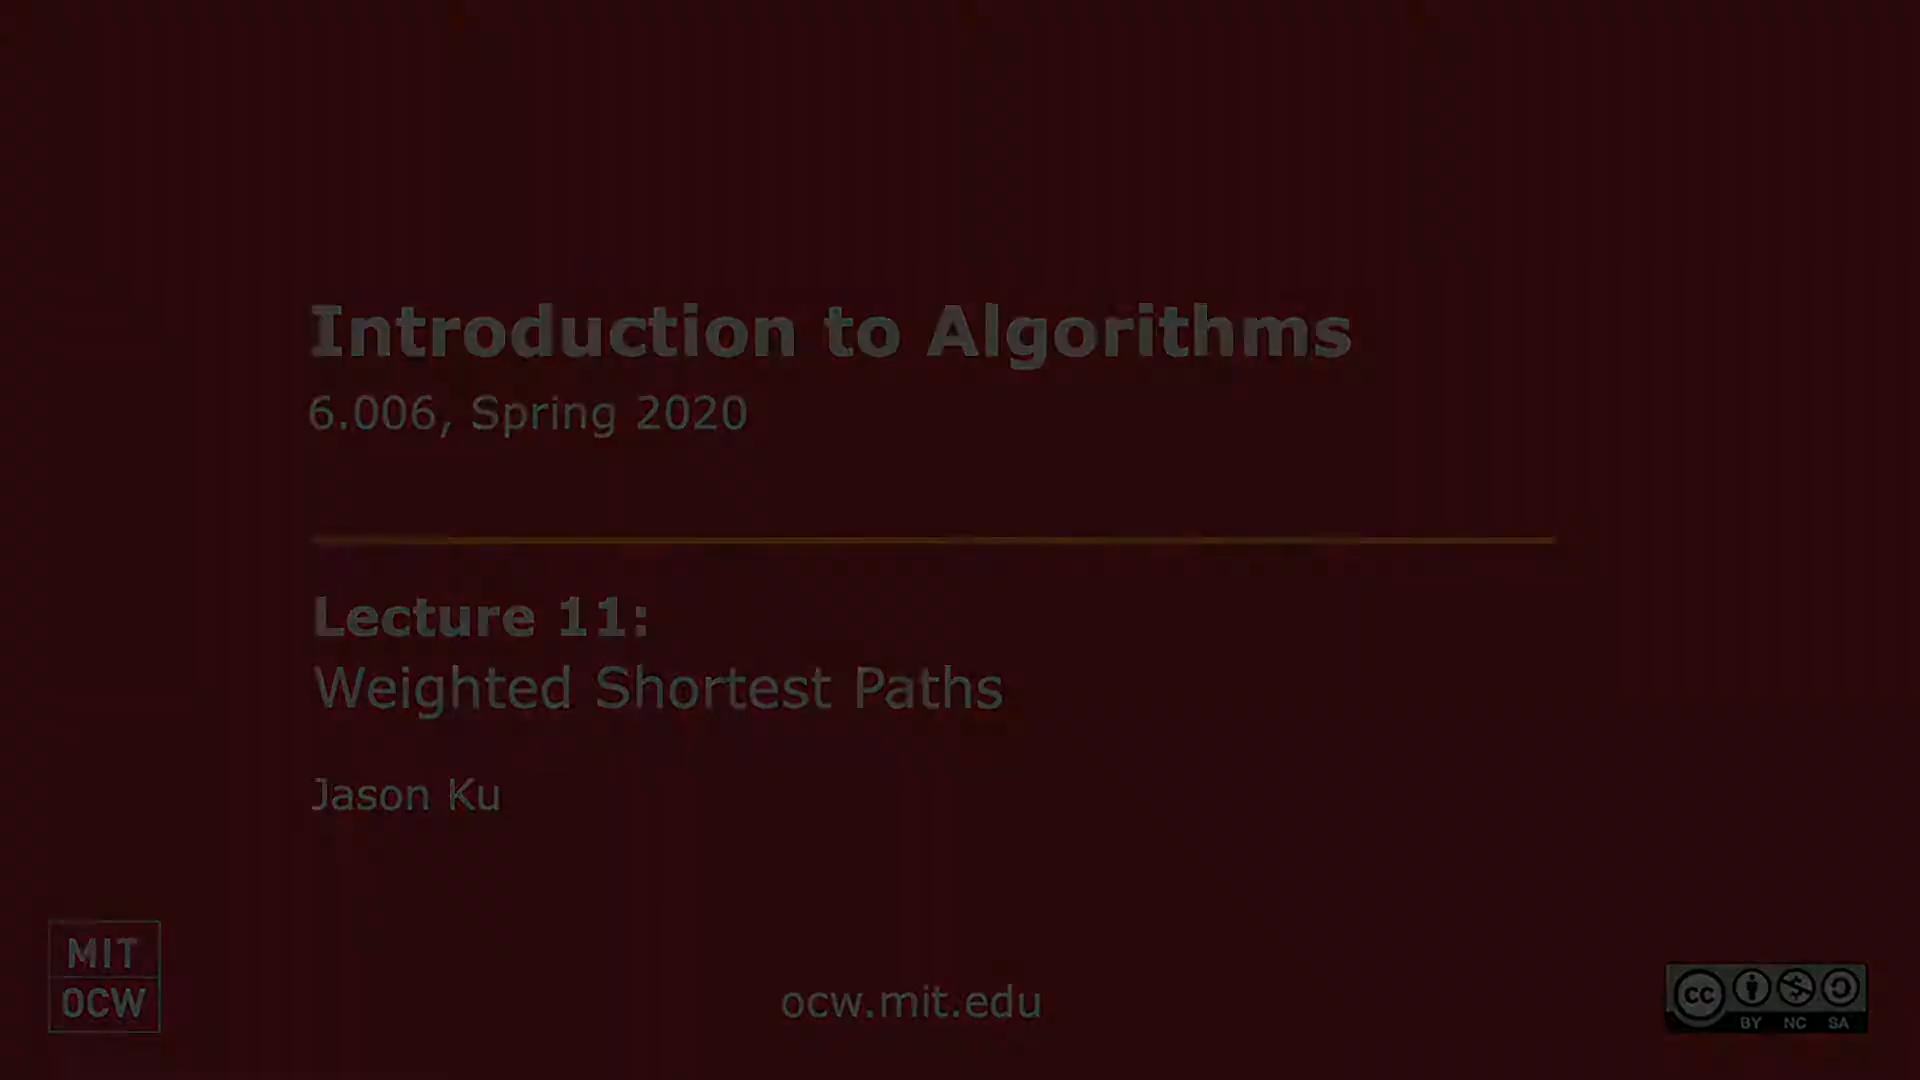 Introduction to Algorithms
6.006, Spring 2020
Lecture 11:
Weighted Shortest Paths
Jason Ku
MIT
OCW
ocw.mit.edu
cc
BY NC SA